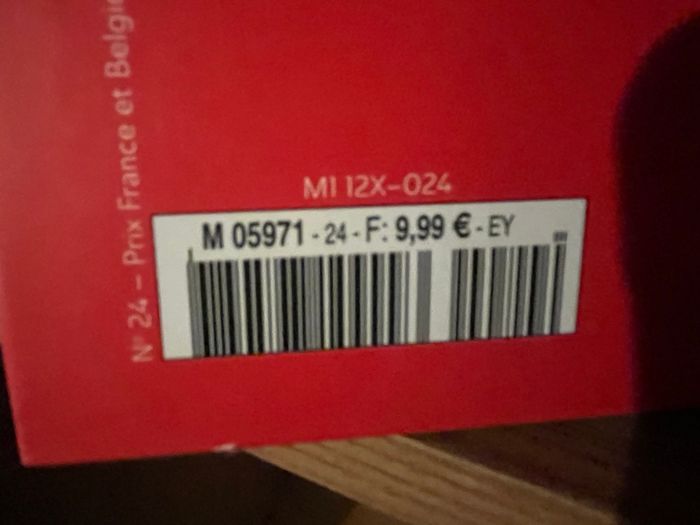 N° 24 – Prix France et Belgi
MI 12X-024
M 05971 - 24 - F: 9,99 € - EY